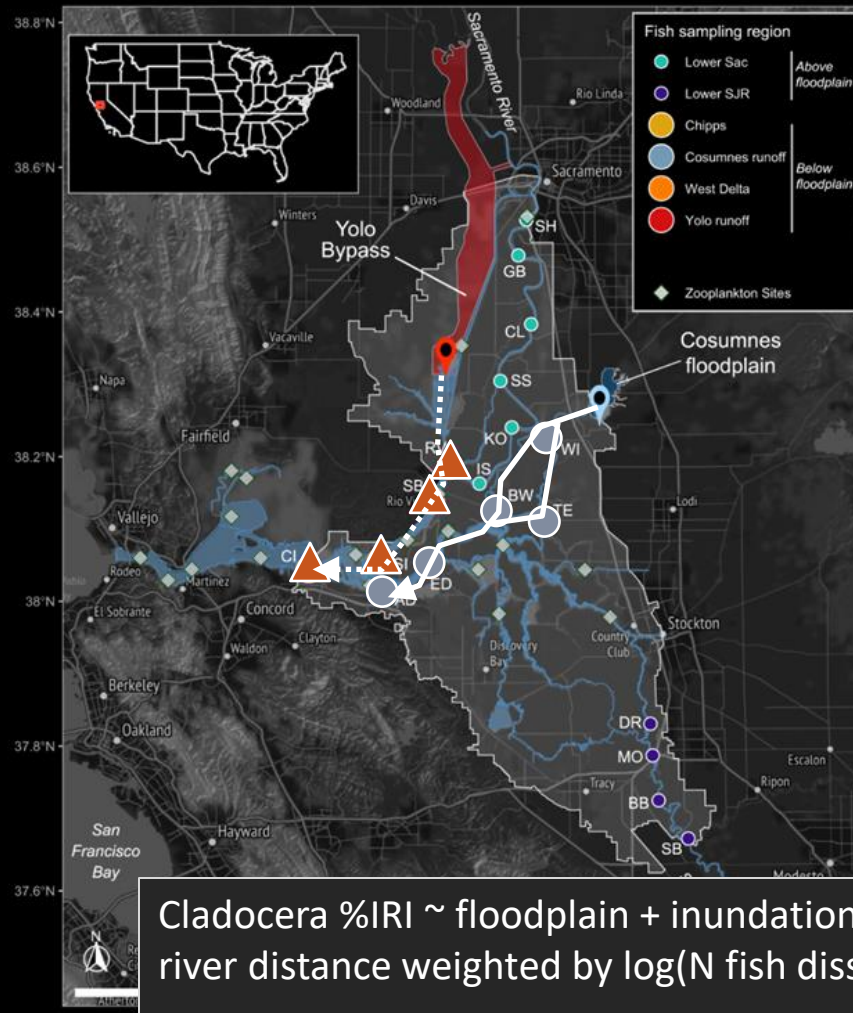 38.8°N
38.6°N
38.4°N
38.2°N
38°N
37.8°N
37.6°N
Fish sampling region
Lower Sac
Lower SJR
Above
floodplain
Chipps
Cosumnes runoff
West Delta
Yolo runoff
Below
floodplain
Zooplankton Sites
Sacramento River
Woodland
Rio Linda
Sacramento
Davis
Winters
Yolo
Bypass
SH
GB
CL
Vacaville
Cosumnes
floodplain
Napa
SS
Fairfield
KO
WI
IS
SB
Rio
BW
TE
Lodi
Vallejo
CI
SI
ED
Rodeo
Martinez
El Sobrante
Concord
Clayton
Waldon
Discovery
Bay
Country
Club
Stockton
Berkeley
Oakland
DR
MO
Escalon
Tracy
Ripon
BB
San
Francisco
Bay
Hayward
SB
Modesto
N
Cladocera %IRI ~ floodplain + inundation
river distance weighted by log(N fish diss